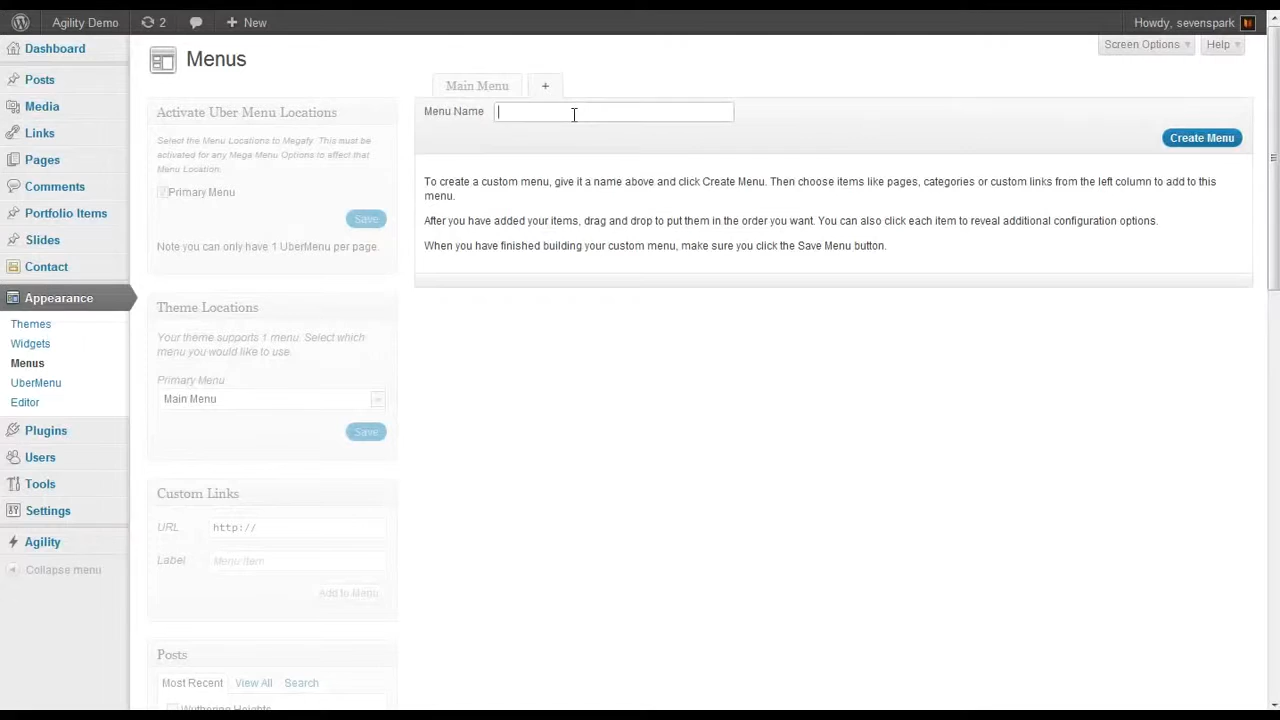 Agility Demo 2 New Howdy, sevenspark
Screen Options Help
Dashboard
Posts
Media
Links
Pages
Comments
Portfolio Items
Slides
Contact
Appearance
Themes
Widgets
Menus
UberMenu
Editor
Plugins
Users
Tools
Settings
Agility
Collapse menu
Menus
Activate Uber Menu Locations
Select the Menu Locations to Megafy. This must be
activated for any Mega Menu Options to affect that
Menu Location.
Primary Menu
Save
Note you can only have 1 UberMenu per page.
Theme Locations
Your theme supports 1 menu. Select which
menu you would like to use.
Primary Menu
Main Menu
Save
Custom Links
URL http://
Label Menu Item
Add to Menu
Posts
Most Recent View All Search
Wuthering Heights
Main Menu +
Menu Name
Create Menu
To create a custom menu, give it a name above and click Create Menu. Then choose items like pages, categories or custom links from the left column to add to this
menu.
After you have added your items, drag and drop to put them in the order you want. You can also click each item to reveal additional configuration options.
When you have finished building your custom menu, make sure you click the Save Menu button.